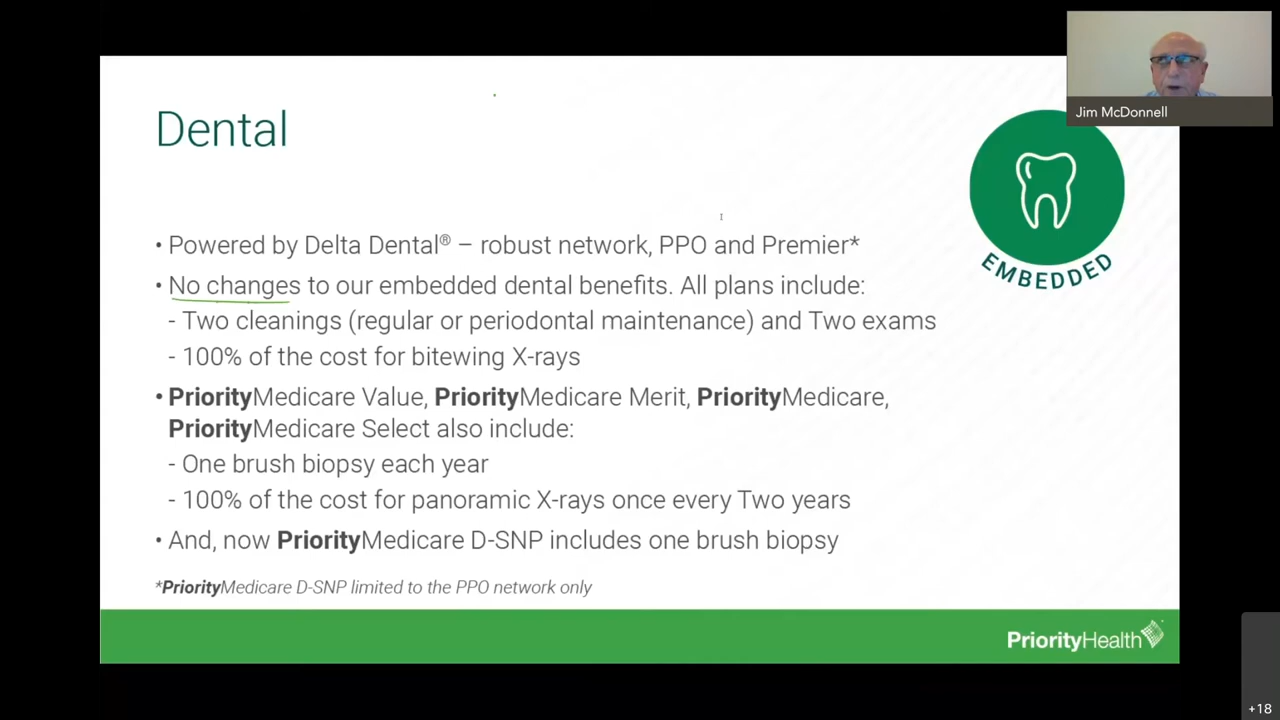 Jim McDonnell
Dental
EMBEDDED
• Powered by Delta Dental® – robust network, PPO and Premier*
• No changes to our embedded dental benefits. All plans include:
- Two cleanings (regular or periodontal maintenance) and Two exams
- 100% of the cost for bitewing X-rays
• PriorityMedicare Value, PriorityMedicare Merit, PriorityMedicare,
PriorityMedicare Select also include:
- One brush biopsy each year
- 100% of the cost for panoramic X-rays once every Two years
• And, now PriorityMedicare D-SNP includes one brush biopsy
*PriorityMedicare D-SNP limited to the PPO network only
PriorityHealth
+18